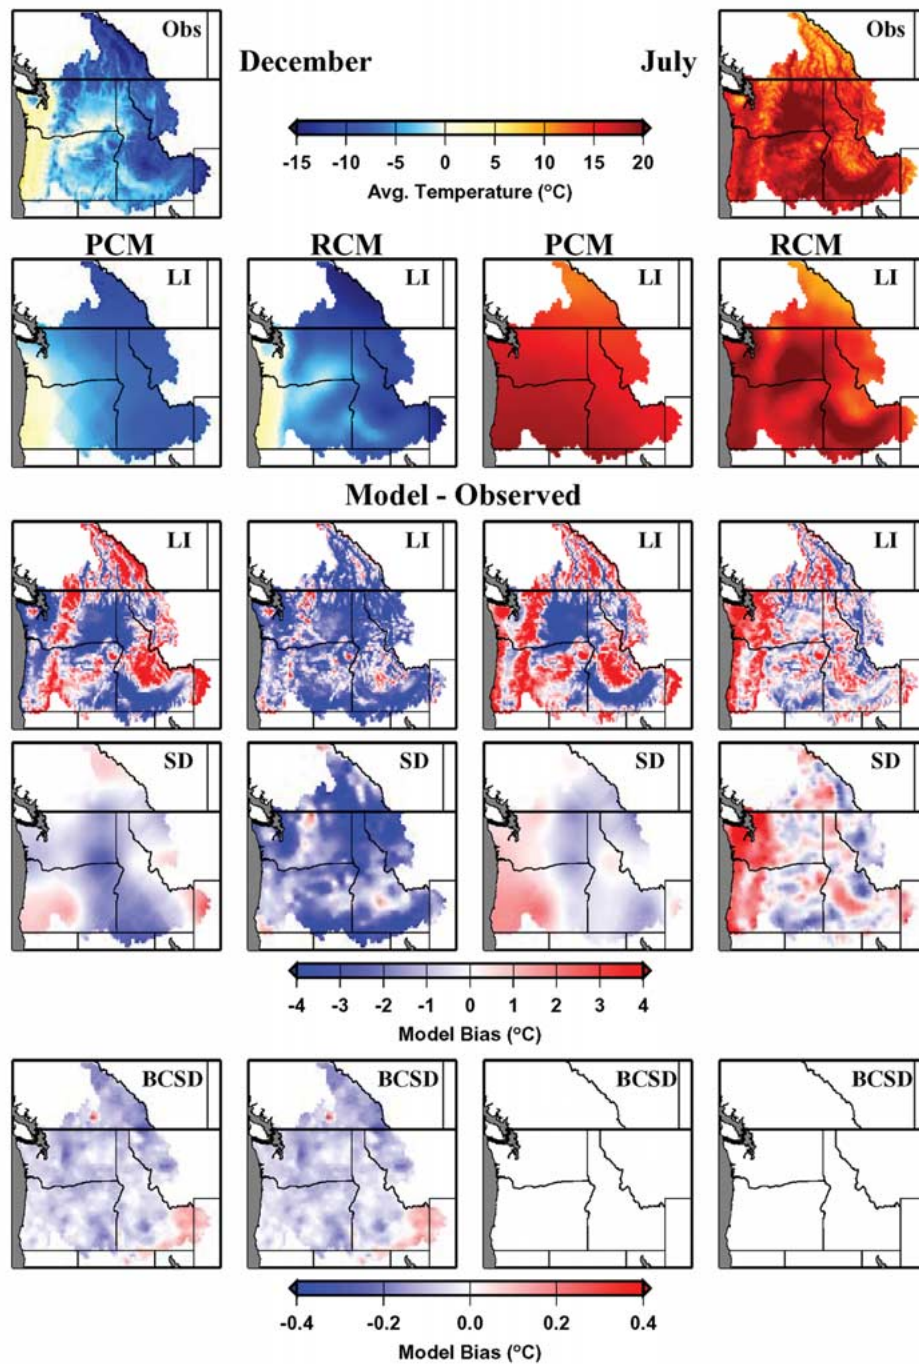 Obs
Obs
December
July
-15 -10 -5 0 5 10 15 20
Avg. Temperature (°C)
PCM RCM PCM RCM
LI LI LI LI
Model - Observed
LI LI LI LI
SD SD SD SD
-4 -3 -2 -1 0 1 2 3 4
Model Bias (°C)
BCSD BCSD BCSD BCSD
-0.4 -0.2 0.0 0.2 0.4
Model Bias (°C)